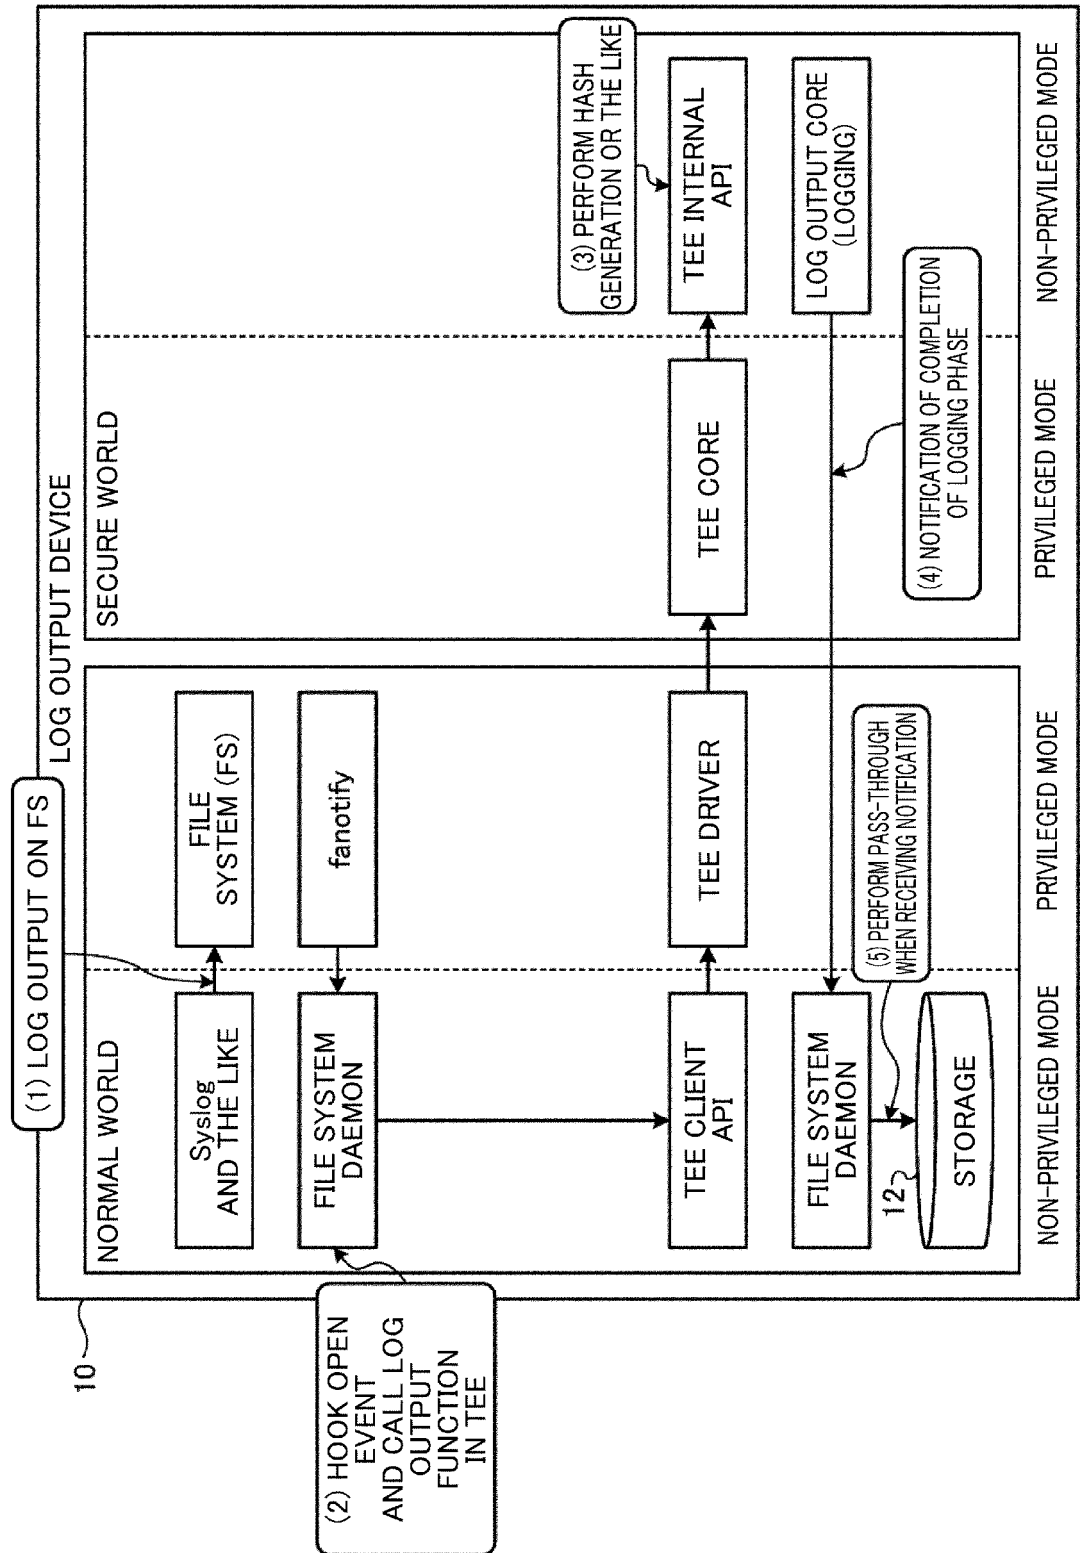 (1) LOG OUTPUT ON FS
10
LOG OUTPUT DEVICE
NORMAL WORLD
SECURE WORLD
Syslog
AND THE LIKE
FILE
SYSTEM (FS)
(2) HOOK OPEN
EVENT
AND CALL LOG
OUTPUT
FUNCTION
IN TEE
FILE SYSTEM
DAEMON
fanotify
(3) PERFORM HASH
GENERATION OR THE LIKE
TEE CLIENT
API
TEE DRIVER
TEE CORE
TEE INTERNAL
API
FILE SYSTEM
DAEMON
LOG OUTPUT CORE
(LOGGING)
(5) PERFORM PASS-THROUGH
WHEN RECEIVING NOTIFICATION
(4) NOTIFICATION OF COMPLETION
OF LOGGING PHASE
12
STORAGE
NON-PRIVILEGED MODE
PRIVILEGED MODE
PRIVILEGED MODE
NON-PRIVILEGED MODE